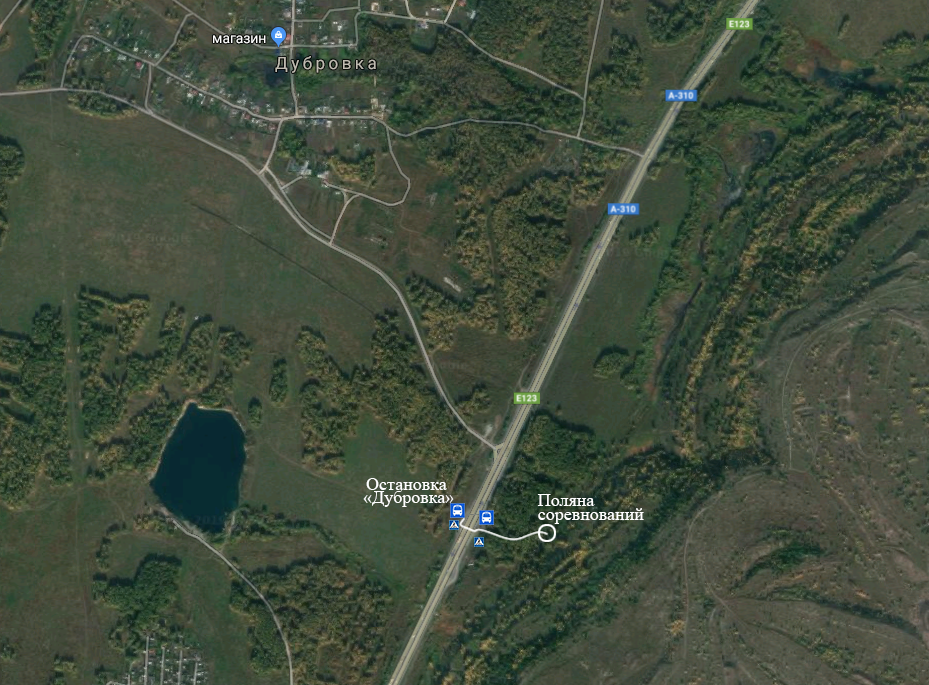 E123
магазин
Дубровка
А-310
А-310
E123
Остановка
«Дубровка»
Поляна
соревнований